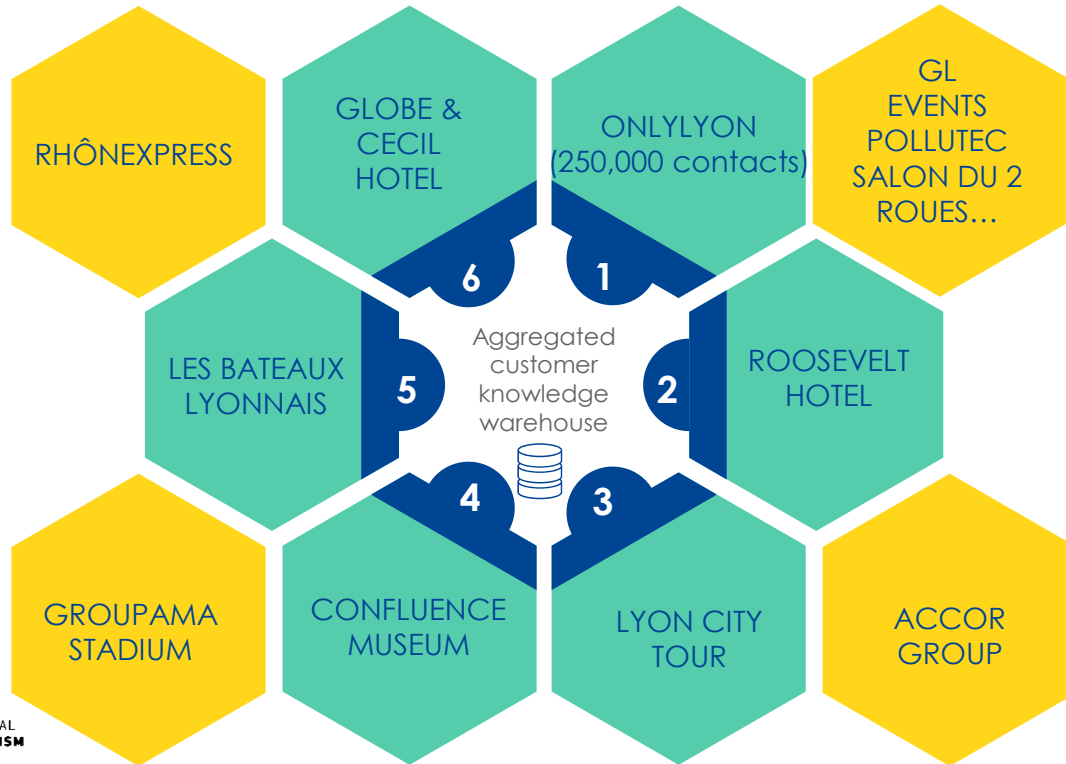 RHÔNEXPRESS
GLOBE &
CECIL
HOTEL
ONLYLYON
(250,000 contacts)
GL
EVENTS
POLLUTEC
SALON DU 2
ROUES…
6
1
LES BATEAUX
LYONNAIS
5
Aggregated
customer
knowledge
warehouse
2
ROOSEVELT
HOTEL
4
3
GROUPAMA
STADIUM
CONFLUENCE
MUSEUM
LYON CITY
TOUR
ACCOR
GROUP